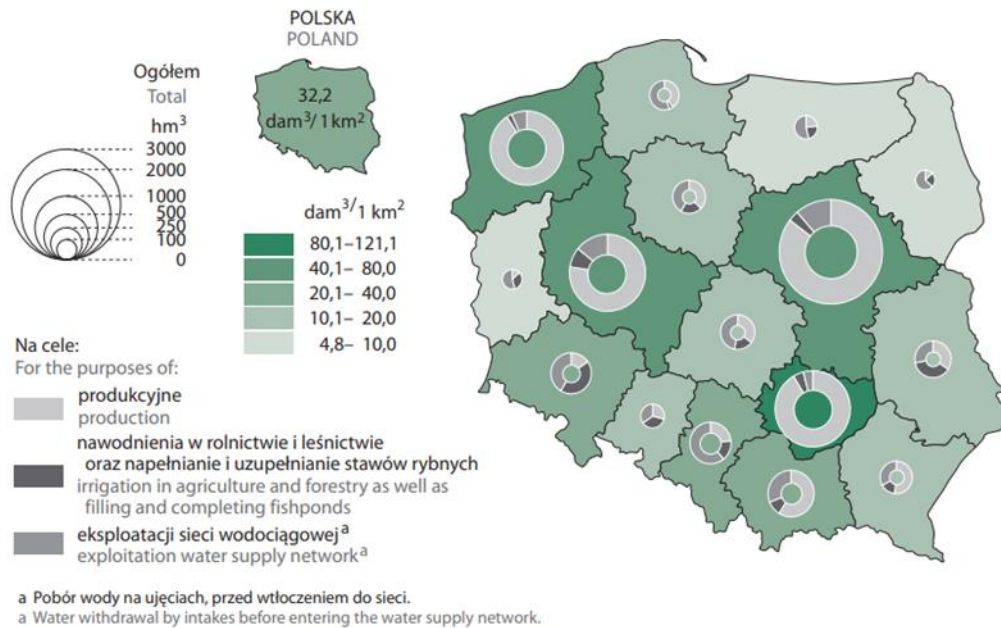 POLSKA
POLAND
32,2
dam³/1 km²
Ogółem
Total
hm³
3000
2000
1000
500
250
100
0
dam³/1 km²
80,1–121,1
40,1– 80,0
20,1– 40,0
10,1– 20,0
4,8– 10,0
Na cele:
For the purposes of:
produkcyjne
production
nawodnienia w rolnictwie i leśnictwie
oraz napełnianie i uzupełnianie stawów rybnych
irrigation in agriculture and forestry as well as
filling and completing fishponds
eksploatacji sieci wodociągowej a
exploitation water supply network a
a Pobór wody na ujęciach, przed wtłoczeniem do sieci.
a Water withdrawal by intakes before entering the water supply network.